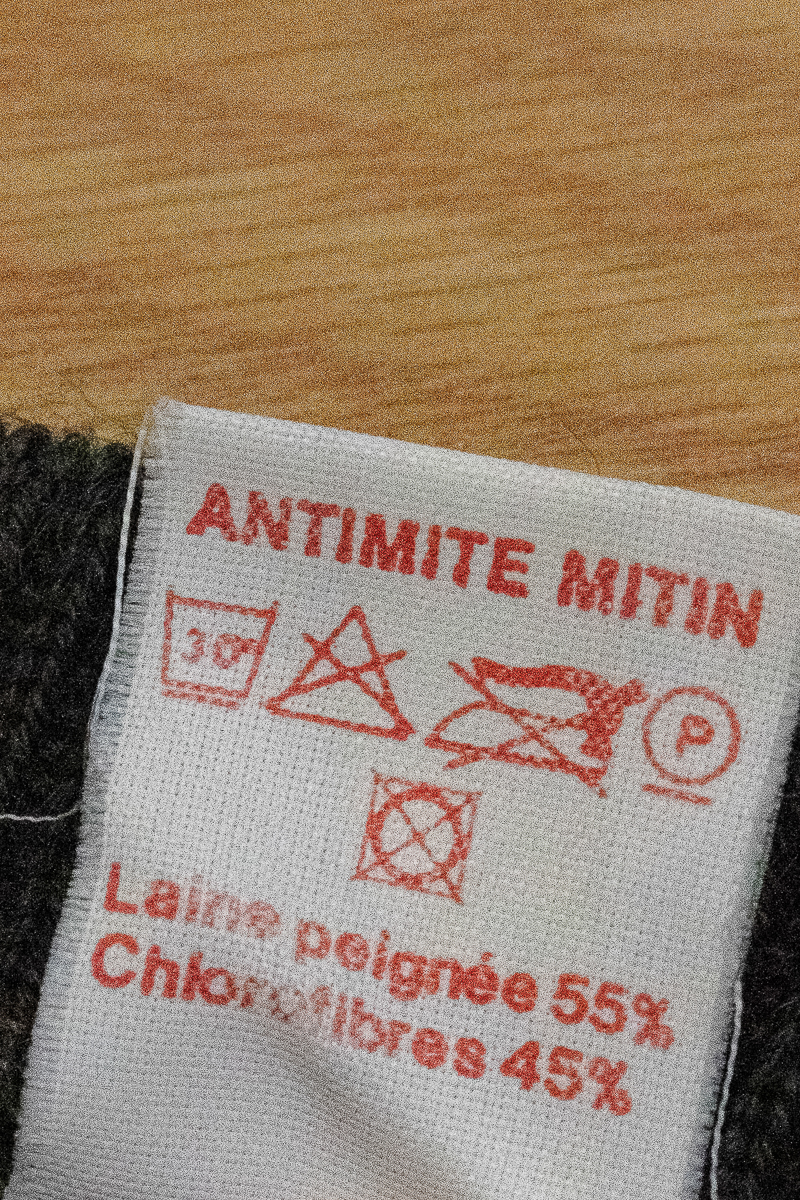 ANTIMITE MITIN
30°
P
Laine peignée 55%
Chlorofibres 45%